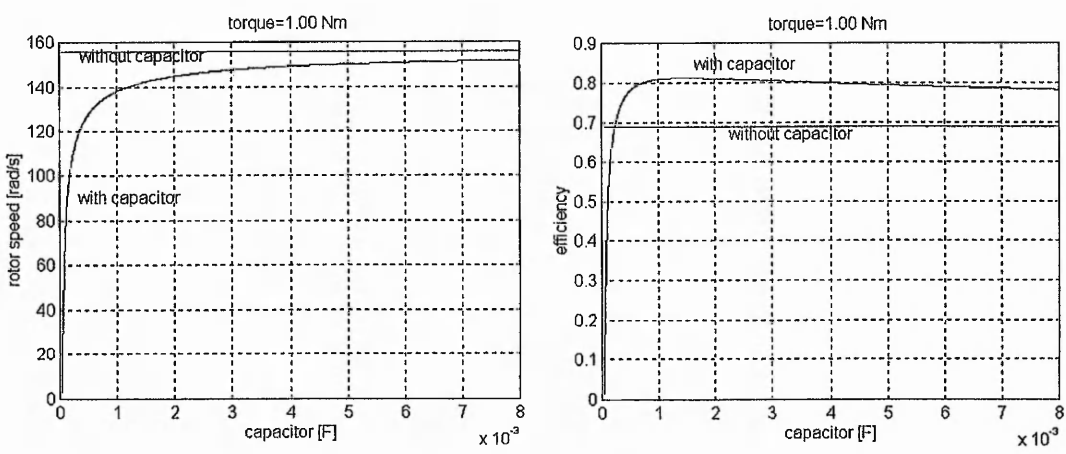 torque=1.00 Nm
160
140
120
100
80
60
40
20
0
rotor speed [rad/s]
without capacitor
with capacitor
0 1 2 3 4 5 6 7 8
capacitor [F]
x 10-3
torque=1.00 Nm
0.9
0.8
0.7
0.6
0.5
0.4
0.3
0.2
0.1
0
efficiency
with capacitor
without capacitor
0 1 2 3 4 5 6 7 8
capacitor [F]
x 10-3